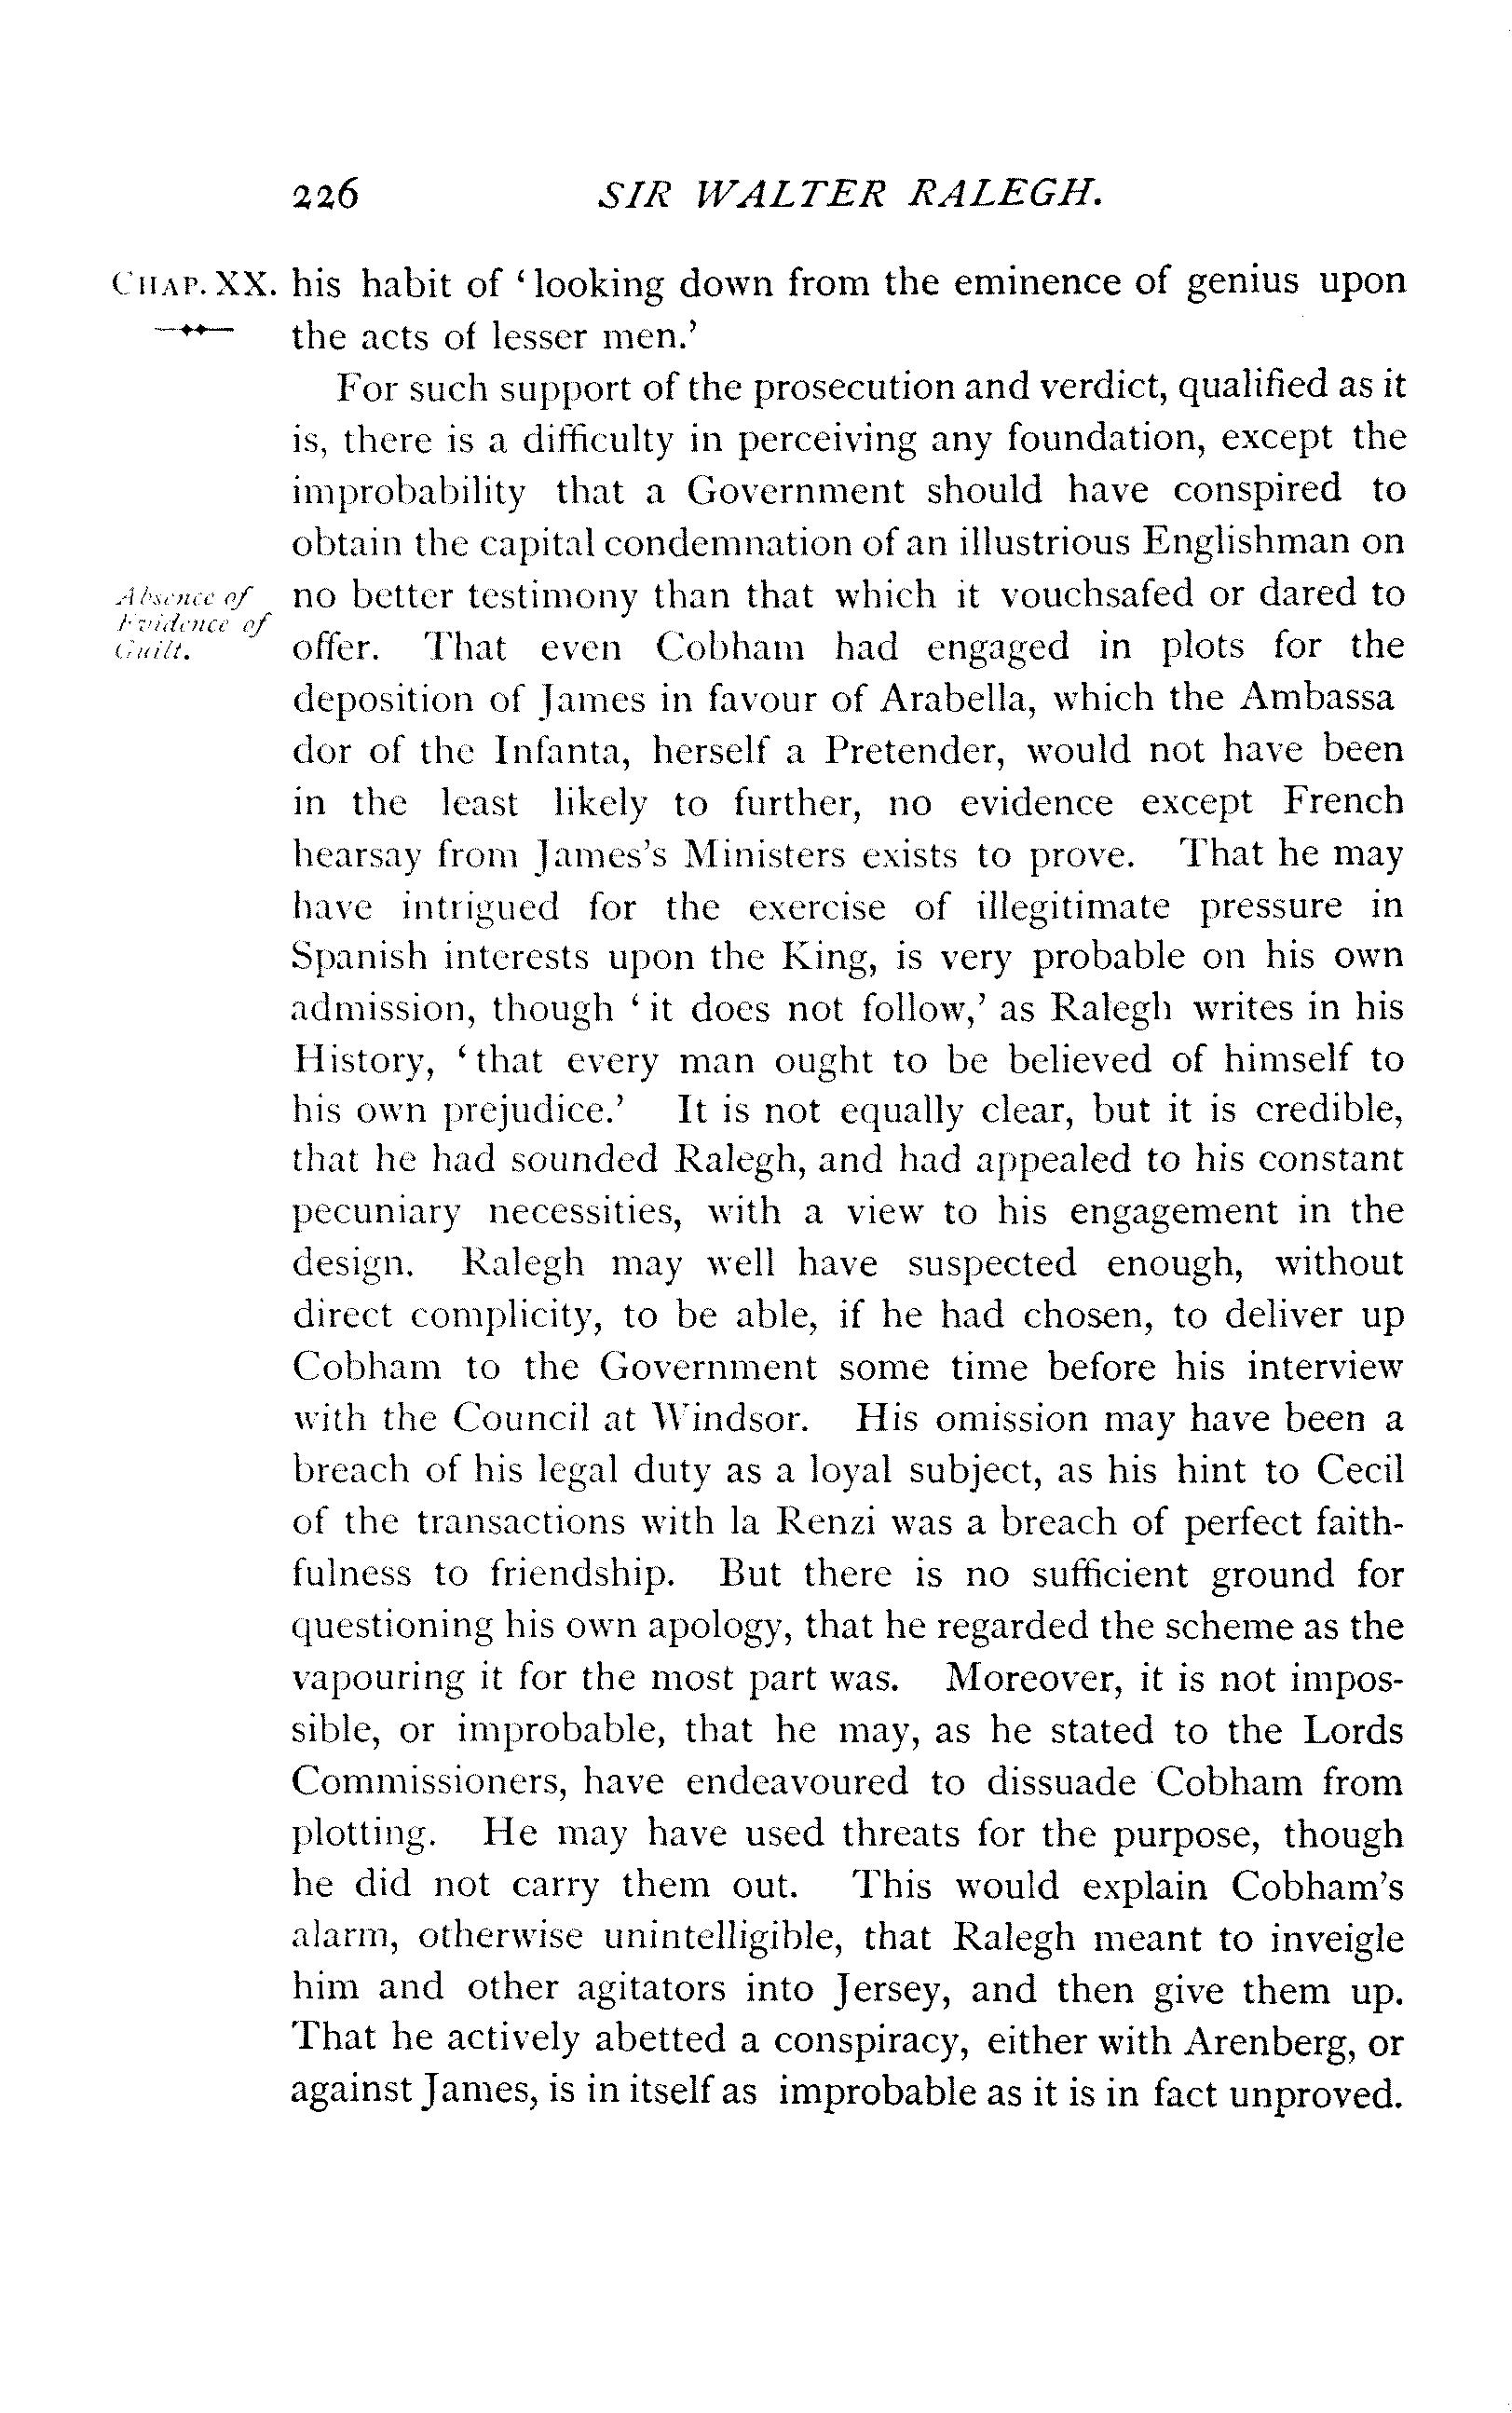 226 SIR WALTER RALEGH.
CHAP. XX. his habit of ‘looking down from the eminence of genius upon
the acts of lesser men.’
For such support of the prosecution and verdict, qualified as it
is, there is a difficulty in perceiving any foundation, except the
improbability that a Government should have conspired to
obtain the capital condemnation of an illustrious Englishman on
Absence of
Evidence of
Guilt.
no better testimony than that which it vouchsafed or dared to
offer. That even Cobham had engaged in plots for the
deposition of James in favour of Arabella, which the Ambassa
dor of the Infanta, herself a Pretender, would not have been
in the least likely to further, no evidence except French
hearsay from James's Ministers exists to prove. That he may
have intrigued for the exercise of illegitimate pressure in
Spanish interests upon the King, is very probable on his own
admission, though ‘it does not follow,’ as Ralegh writes in his
History, ‘that every man ought to be believed of himself to
his own prejudice.’ It is not equally clear, but it is credible,
that he had sounded Ralegh, and had appealed to his constant
pecuniary necessities, with a view to his engagement in the
design. Ralegh may well have suspected enough, without
direct complicity, to be able, if he had chosen, to deliver up
Cobham to the Government some time before his interview
with the Council at Windsor. His omission may have been a
breach of his legal duty as a loyal subject, as his hint to Cecil
of the transactions with la Renzi was a breach of perfect faith-
fulness to friendship. But there is no sufficient ground for
questioning his own apology, that he regarded the scheme as the
vapouring it for the most part was. Moreover, it is not impos-
sible, or improbable, that he may, as he stated to the Lords
Commissioners, have endeavoured to dissuade Cobham from
plotting. He may have used threats for the purpose, though
he did not carry them out. This would explain Cobham's
alarm, otherwise unintelligible, that Ralegh meant to inveigle
him and other agitators into Jersey, and then give them up.
That he actively abetted a conspiracy, either with Arenberg, or
against James, is in itself as improbable as it is in fact unproved.